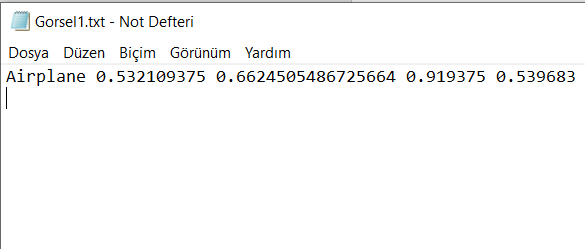 Gorsel1.txt - Not Defteri
Dosya Düzen Biçim Görünüm Yardım
Airplane 0.532109375 0.6624505486725664 0.919375 0.539683